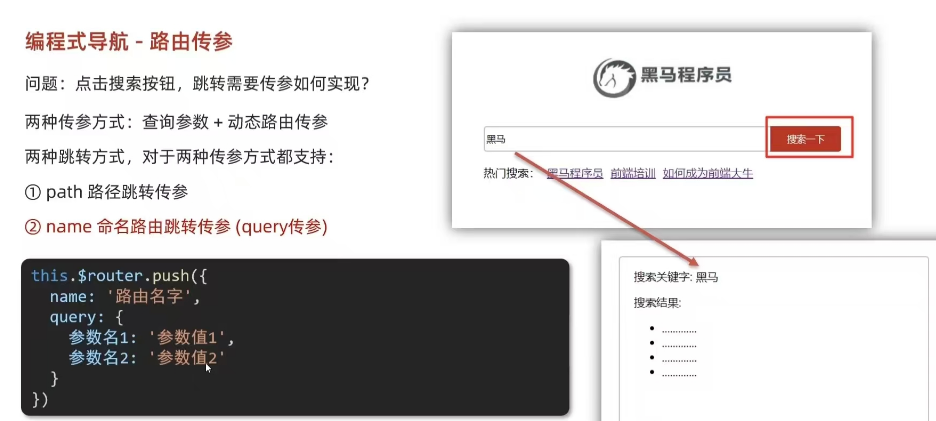 编程式导航 - 路由传参
问题：点击搜索按钮，跳转需要传参如何实现？
两种传参方式：查询参数 + 动态路由传参
两种跳转方式，对于两种传参方式都支持：
① path 路径跳转传参
② name 命名路由跳转传参 (query传参)
this.$router.push({
name: '路由名字',
query: {
参数名1: '参数值1',
参数名2: '参数值2'
}
})
黑马程序员
黑马
搜索一下
热门搜索： 黑马程序员 前端培训 如何成为前端大牛
搜索关键字: 黑马
搜索结果:
............
............
............
............